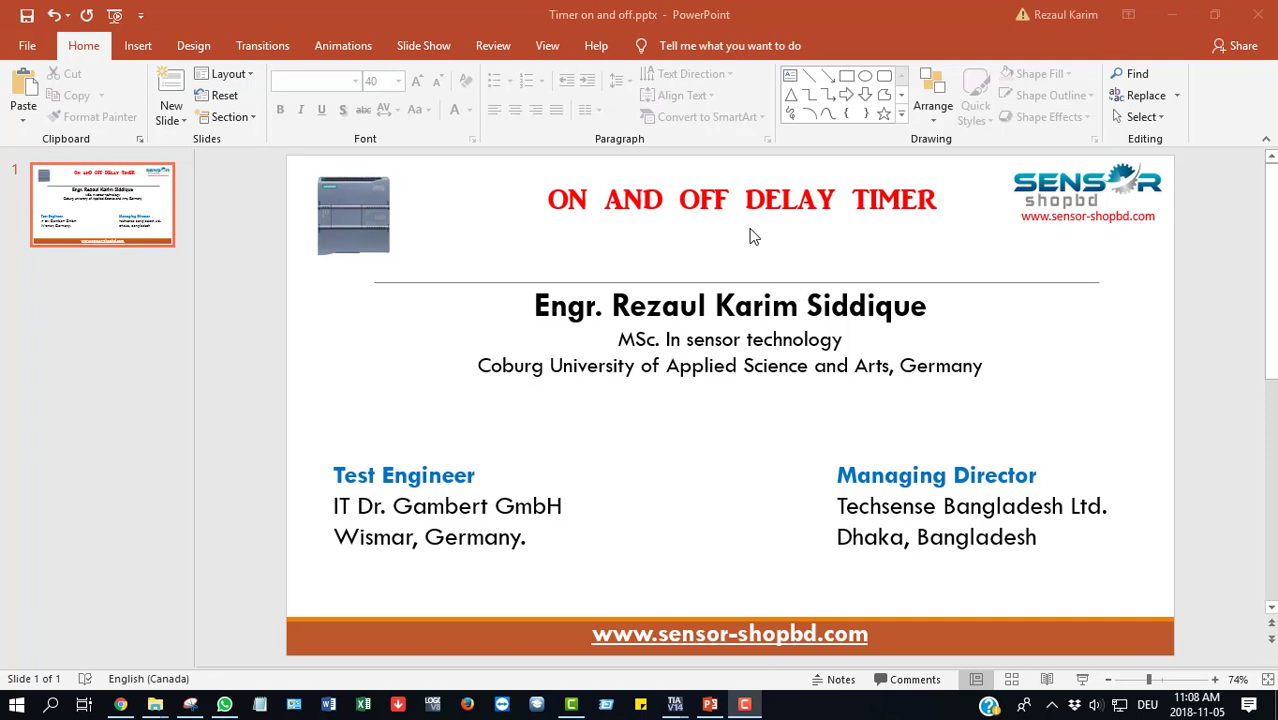 Timer on and off.pptx - PowerPoint
Rezaul Karim
File Home Insert Design Transitions Animations Slide Show Review View Help Tell me what you want to do Share
Paste
Cut
Copy
Format Painter
Clipboard
New Slide
Layout
Reset
Section
Slides
40
B I U S abc AV Aa A
Font
Text Direction
Align Text
Convert to SmartArt
Paragraph
Arrange
Quick Styles
Shape Fill
Shape Outline
Shape Effects
Drawing
Find
Replace
Select
Editing
1
ON AND OFF DELAY TIMER
SENSOR
shopbd
www.sensor-shopbd.com
Engr. Rezaul Karim Siddique
MSc. In sensor technology
Coburg University of Applied Science and Arts, Germany
Test Engineer
IT Dr. Gambert GmbH
Wismar, Germany.
Managing Director
Techsense Bangladesh Ltd.
Dhaka, Bangladesh
www.sensor-shopbd.com
Slide 1 of 1
English (Canada)
Notes
Comments
74%
DEU
11:08 AM
2018-11-05